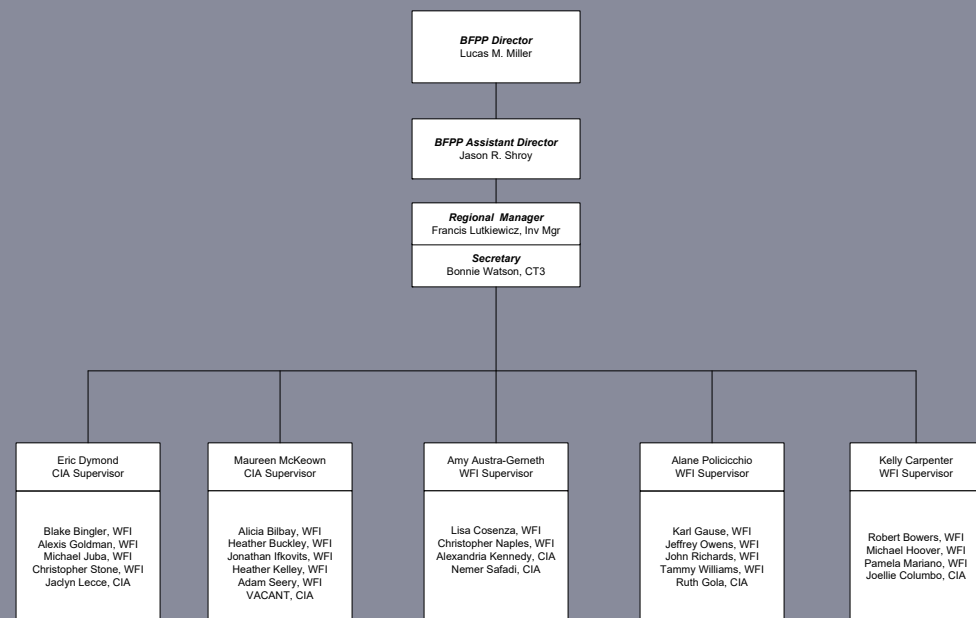 BFPP Director
Lucas M. Miller
BFPP Assistant Director
Jason R. Shroy
Regional Manager
Francis Lutkiewicz, Inv Mgr
Secretary
Bonnie Watson, CT3
Eric Dymond
CIA Supervisor
Blake Bingler, WFI
Alexis Goldman, WFI
Michael Juba, WFI
Christopher Stone, WFI
Jaclyn Lecce, CIA
Maureen McKeown
CIA Supervisor
Alicia Bilbay, WFI
Heather Buckley, WFI
Jonathan Ifkovits, WFI
Heather Kelley, WFI
Adam Seery, WFI
VACANT, CIA
Amy Austra-Gerneth
WFI Supervisor
Lisa Cosenza, WFI
Christopher Naples, WFI
Alexandria Kennedy, CIA
Nemer Safadi, CIA
Alane Policicchio
WFI Supervisor
Karl Gause, WFI
Jeffrey Owens, WFI
John Richards, WFI
Tammy Williams, WFI
Ruth Gola, CIA
Kelly Carpenter
WFI Supervisor
Robert Bowers, WFI
Michael Hoover, WFI
Pamela Mariano, WFI
Joellie Columbo, CIA